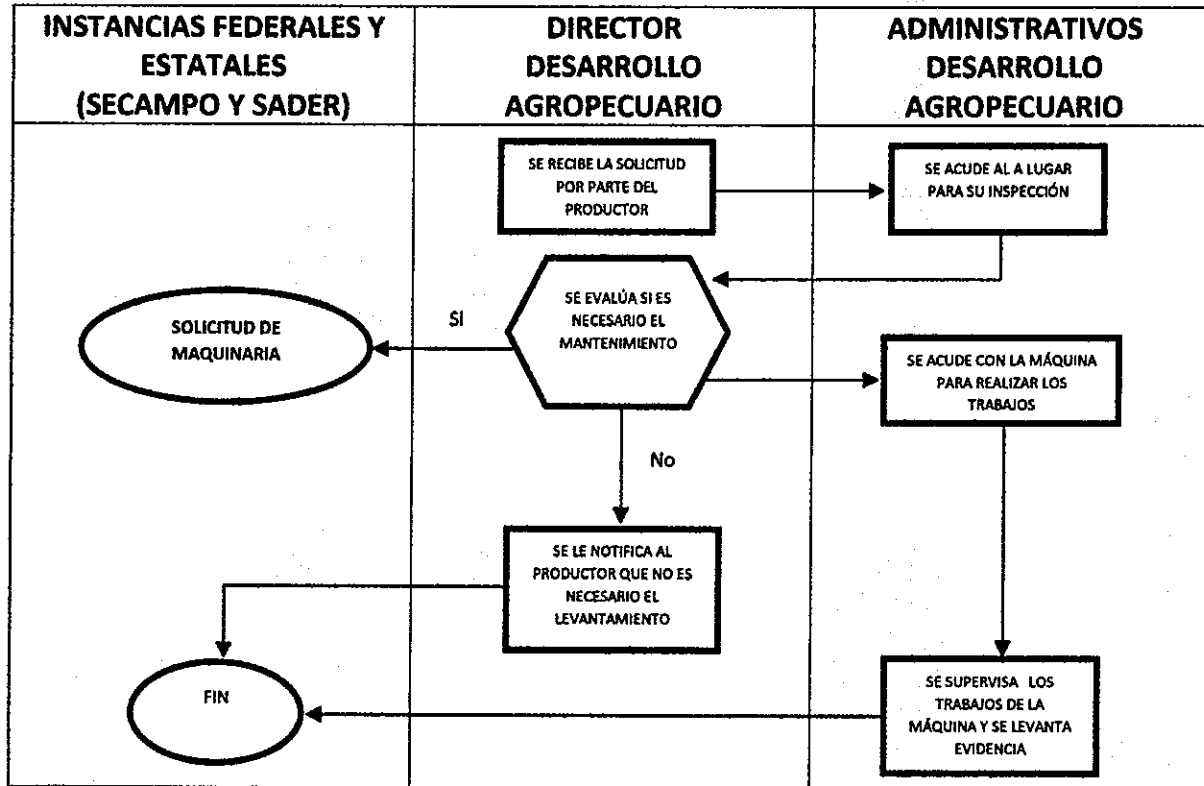 INSTANCIAS FEDERALES Y
ESTATALES
(SECAMPO Y SADER)
DIRECTOR
DESARROLLO
AGROPECUARIO
ADMINISTRATIVOS
DESARROLLO
AGROPECUARIO
SE RECIBE LA SOLICITUD
POR PARTE DEL
PRODUCTOR
SE ACUDE AL A LUGAR
PARA SU INSPECCIÓN
SE EVALÚA SI ES
NECESARIO EL
MANTENIMIENTO
SI
SOLICITUD DE
MAQUINARIA
SE ACUDE CON LA MÁQUINA
PARA REALIZAR LOS
TRABAJOS
No
SE LE NOTIFICA AL
PRODUCTOR QUE NO ES
NECESARIO EL
LEVANTAMIENTO
FIN
SE SUPERVISA LOS
TRABAJOS DE LA
MÁQUINA Y SE LEVANTA
EVIDENCIA